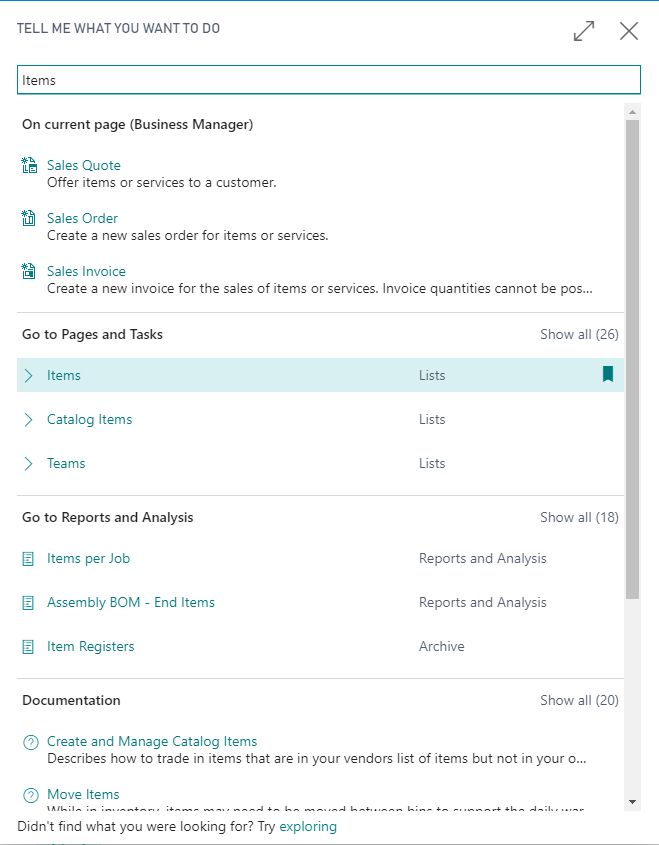 TELL ME WHAT YOU WANT TO DO
Items
On current page (Business Manager)
Sales Quote
Offer items or services to a customer.
Sales Order
Create a new sales order for items or services.
Sales Invoice
Create a new invoice for the sales of items or services. Invoice quantities cannot be pos...
Go to Pages and Tasks Show all (26)
Items Lists
Catalog Items Lists
Teams Lists
Go to Reports and Analysis Show all (18)
Items per Job Reports and Analysis
Assembly BOM - End Items Reports and Analysis
Item Registers Archive
Documentation Show all (20)
Create and Manage Catalog Items
Describes how to trade in items that are in your vendors list of items but not in your o...
Move Items
While in inventory, items may need to be moved between bins to support the daily war...
Didn't find what you were looking for? Try exploring